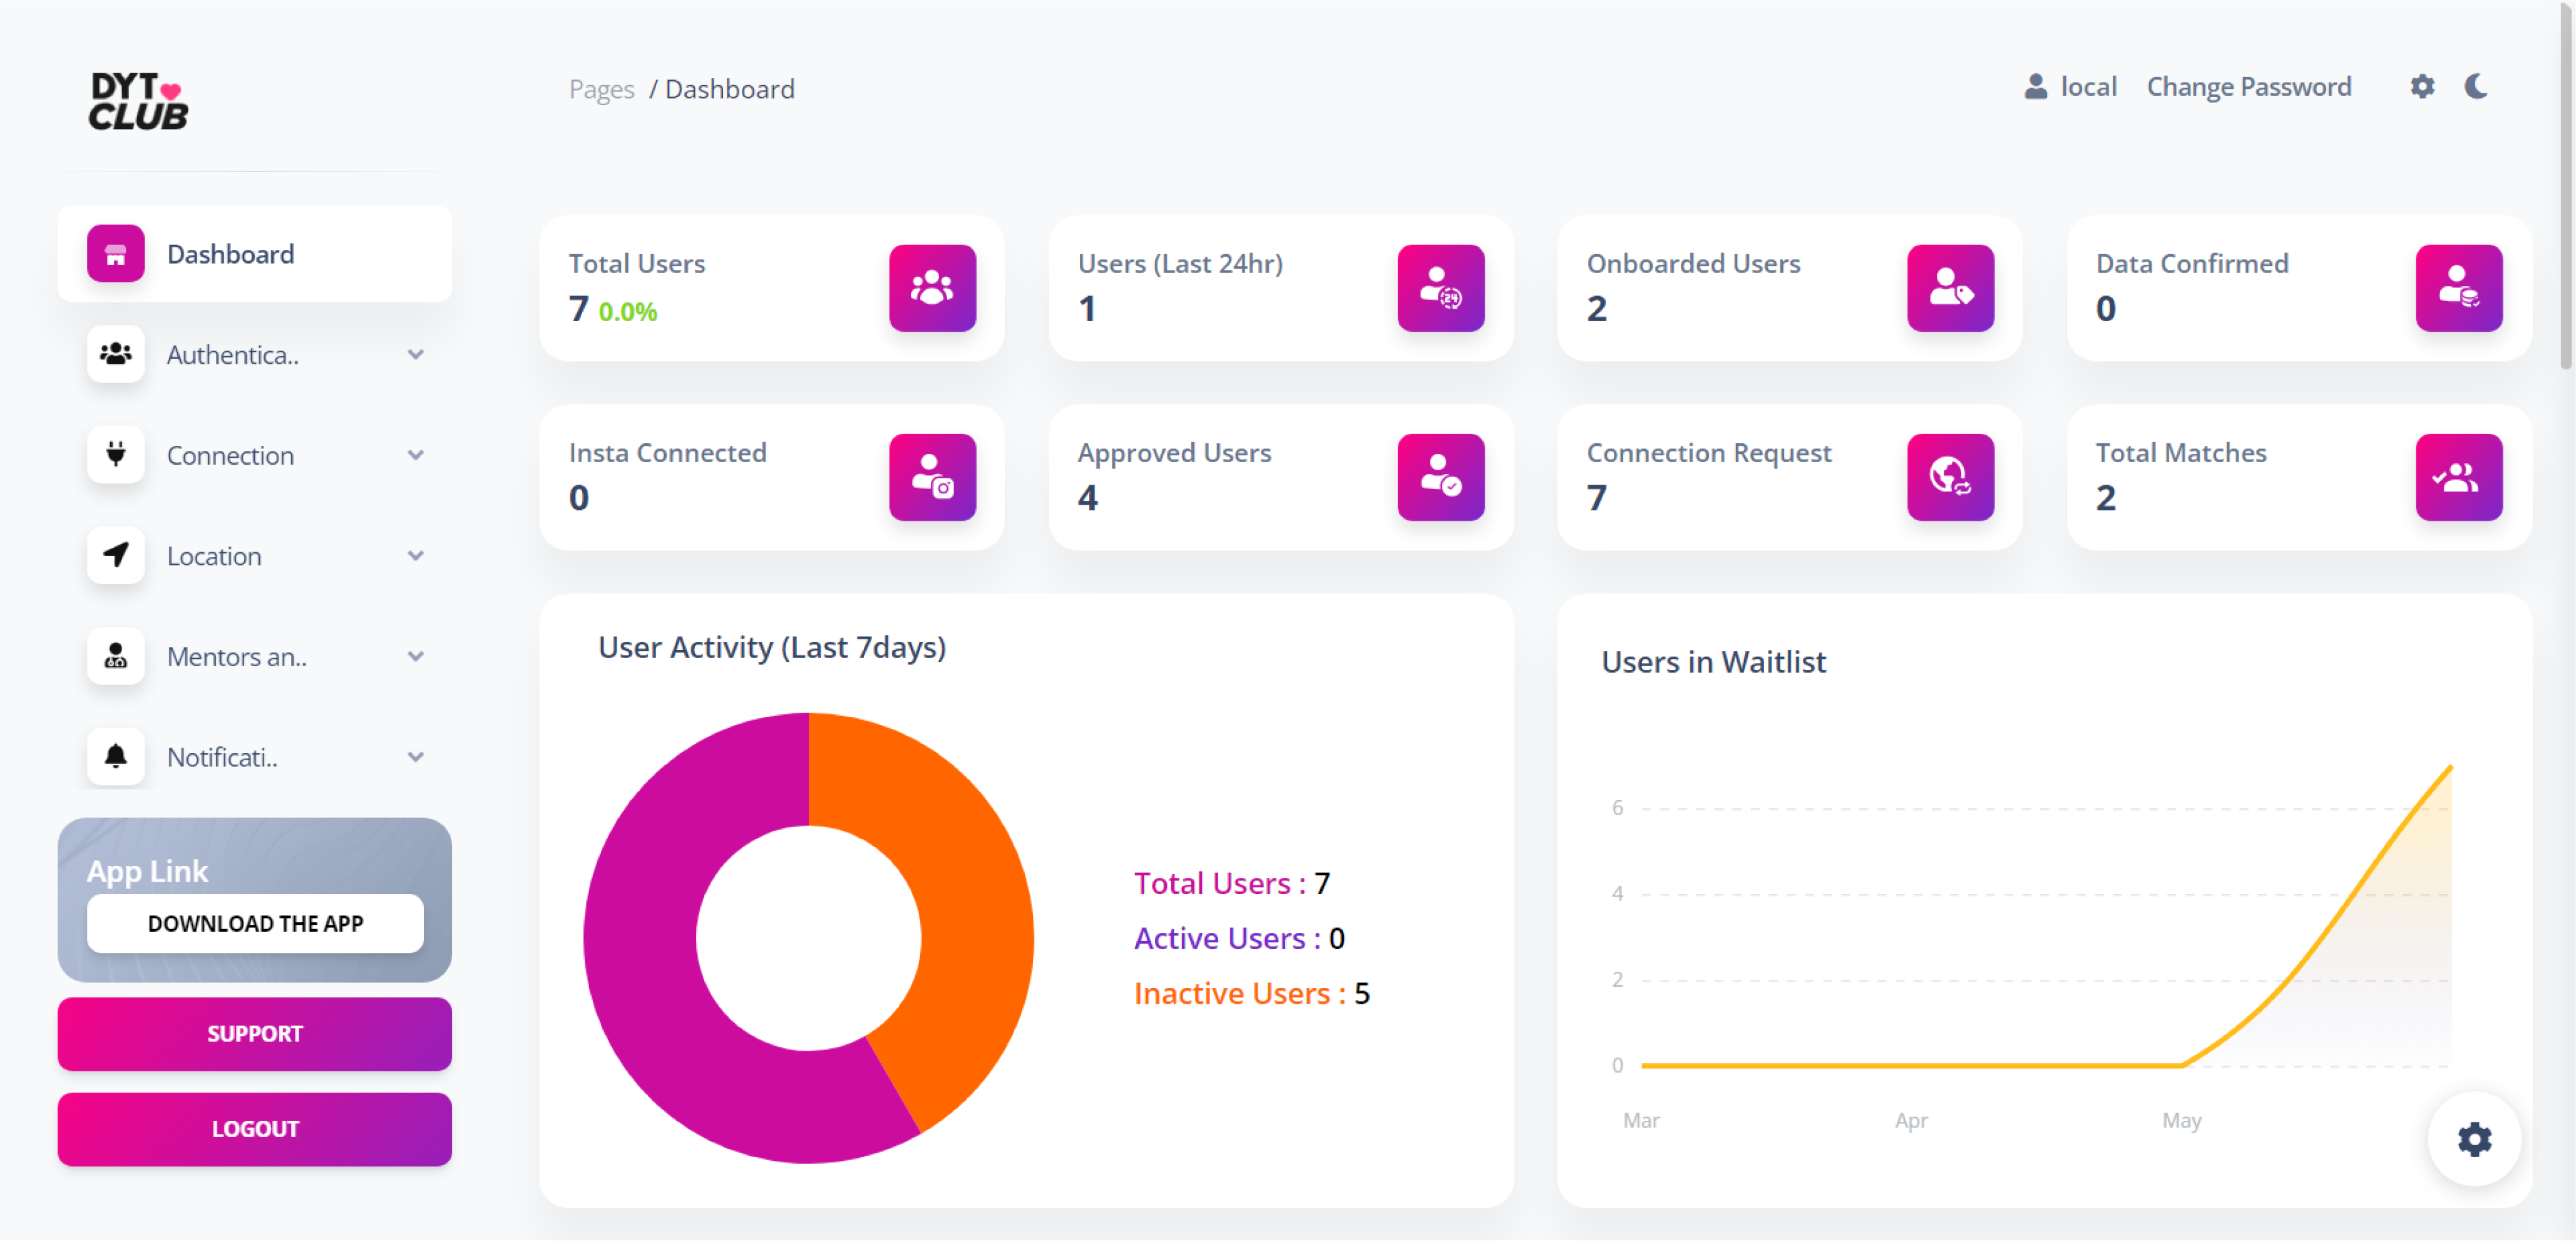 DYT
CLUB
Pages / Dashboard
local Change Password
Dashboard
Authentica..
Connection
Location
Mentors an..
Notificati..
App Link
DOWNLOAD THE APP
SUPPORT
LOGOUT
Total Users
7 0.0%
Users (Last 24hr)
1
24
Onboarded Users
2
Data Confirmed
0
Insta Connected
0
Approved Users
4
Connection Request
7
Total Matches
2
User Activity (Last 7days)
Total Users : 7
Active Users : 0
Inactive Users : 5
Users in Waitlist
6
4
2
0
Mar Apr May